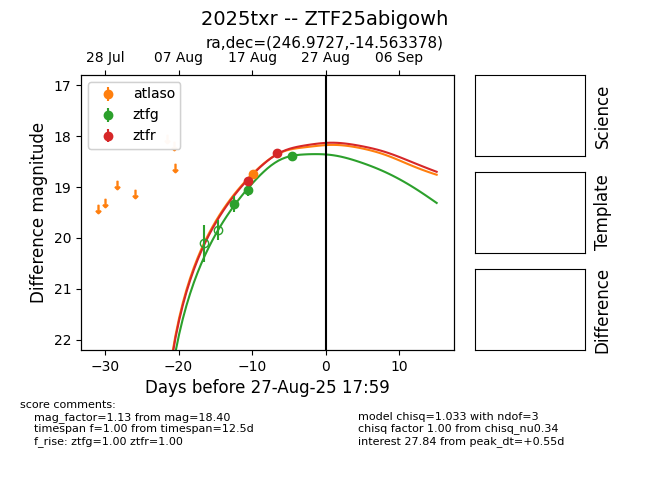 2025txr -- ZTF25abigowh
ra,dec=(246.9727,-14.563378)
28 Jul 07 Aug 17 Aug 27 Aug 06 Sep
atlaso
ztfg
ztfr
17
18
19
20
21
22
Difference magnitude
−30 −20 −10 0 10
Days before 27-Aug-25 17:59
Science
Template
Difference
score comments:
mag_factor=1.13 from mag=18.40
timespan f=1.00 from timespan=12.5d
f_rise: ztfg=1.00 ztfr=1.00
model chisq=1.033 with ndof=3
chisq factor 1.00 from chisq_nu0.34
interest 27.84 from peak_dt=+0.55d